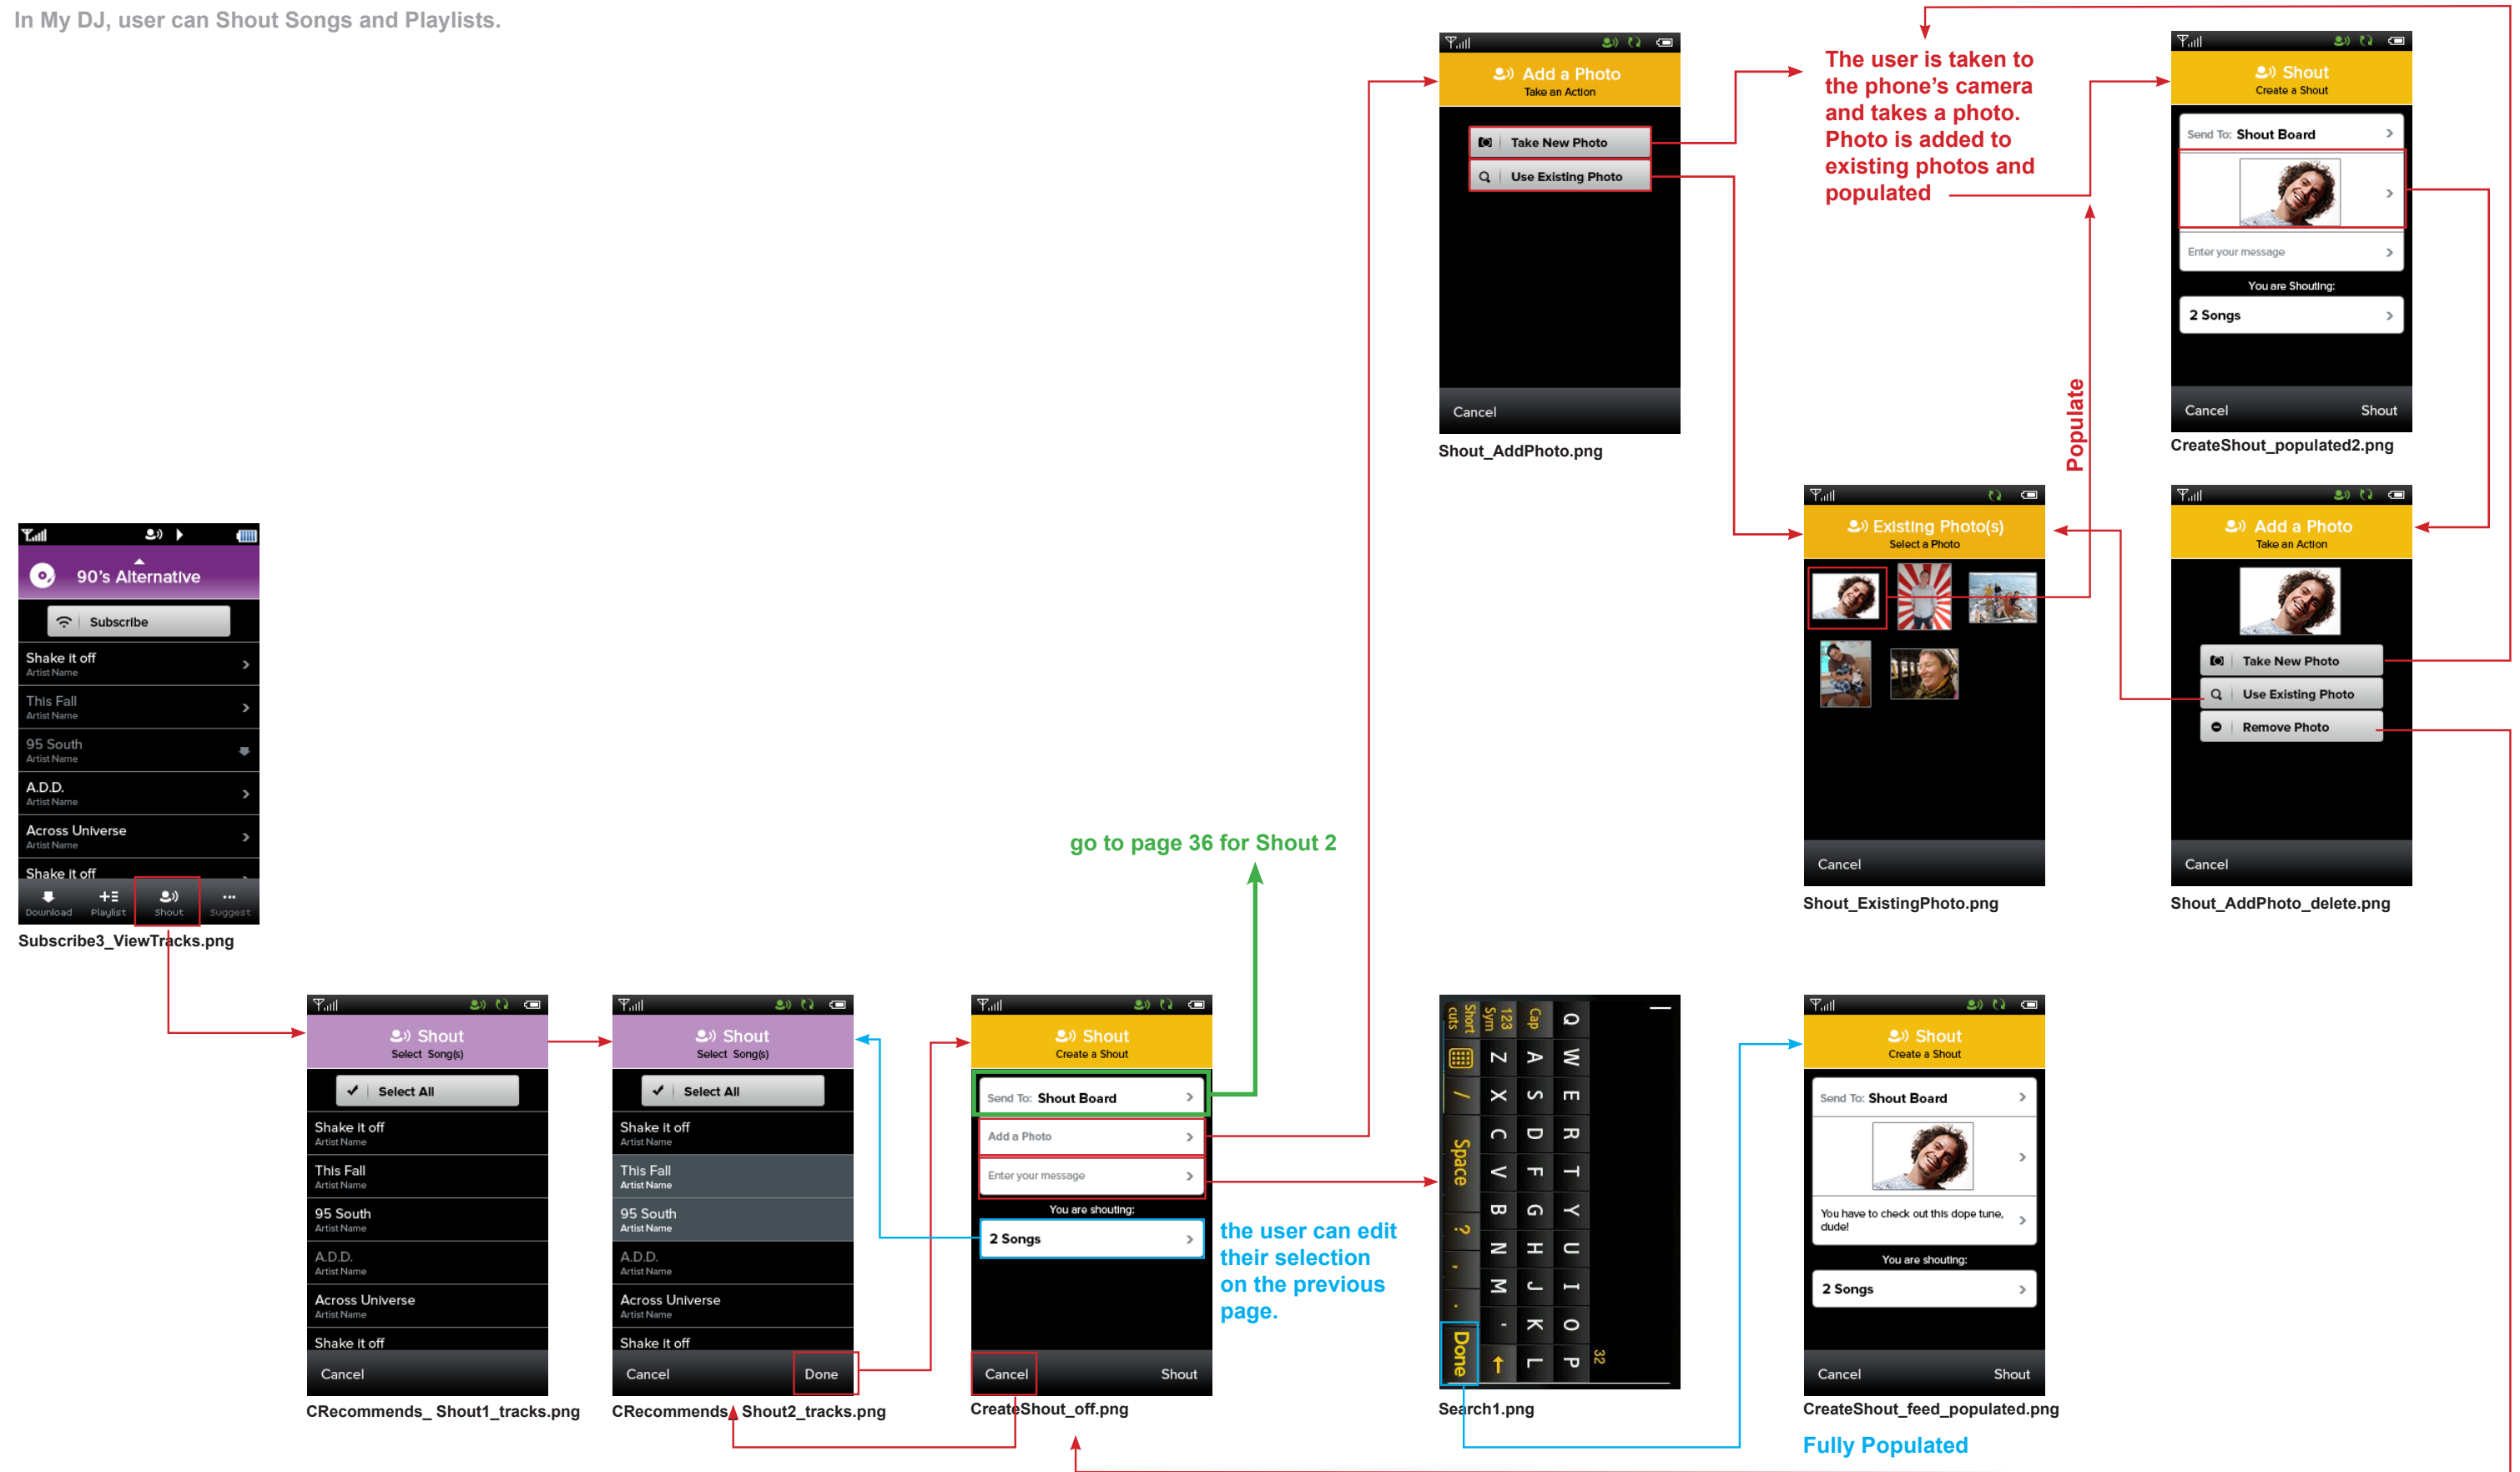 In My DJ, user can Shout Songs and Playlists.
Add a Photo
Take an Action
Take New Photo
Use Existing Photo
Cancel
Shout_AddPhoto.png
The user is taken to
the phone's camera
and takes a photo.
Photo is added to
existing photos and
populated
Populate
Shout
Create a Shout
Send To: Shout Board
Enter your message
You are Shouting:
2 Songs
Cancel Shout
CreateShout_populated2.png
90's Alternative
Subscribe
Shake it off
Artist Name
This Fall
Artist Name
95 South
Artist Name
A.D.D.
Artist Name
Across Universe
Artist Name
Shake it off
Download Playlist Shout Suggest
Subscribe3_ViewTracks.png
Existing Photo(s)
Select a Photo
Cancel
Shout_ExistingPhoto.png
Add a Photo
Take an Action
Take New Photo
Use Existing Photo
Remove Photo
Cancel
Shout_AddPhoto_delete.png
go to page 36 for Shout 2
Shout
Select Song(s)
Select All
Shake it off
Artist Name
This Fall
Artist Name
95 South
Artist Name
A.D.D.
Artist Name
Across Universe
Artist Name
Shake it off
Cancel
CRecommends_ Shout1_tracks.png
Shout
Select Song(s)
Select All
Shake it off
Artist Name
This Fall
Artist Name
95 South
Artist Name
A.D.D.
Artist Name
Across Universe
Artist Name
Shake it off
Cancel Done
CRecommends_ Shout2_tracks.png
Shout
Create a Shout
Send To: Shout Board
Add a Photo
Enter your message
You are shouting:
2 Songs
Cancel Shout
CreateShout_off.png
the user can edit
their selection
on the previous
page.
32
Q W E R T Y U I O P
Cap A S D F G H J K L
123 Sym Z X C V B N M - ↑
Short cuts / Space ? , . Done
Search1.png
Shout
Create a Shout
Send To: Shout Board
You have to check out this dope tune,
dude!
You are shouting:
2 Songs
Cancel Shout
CreateShout_feed_populated.png
Fully Populated